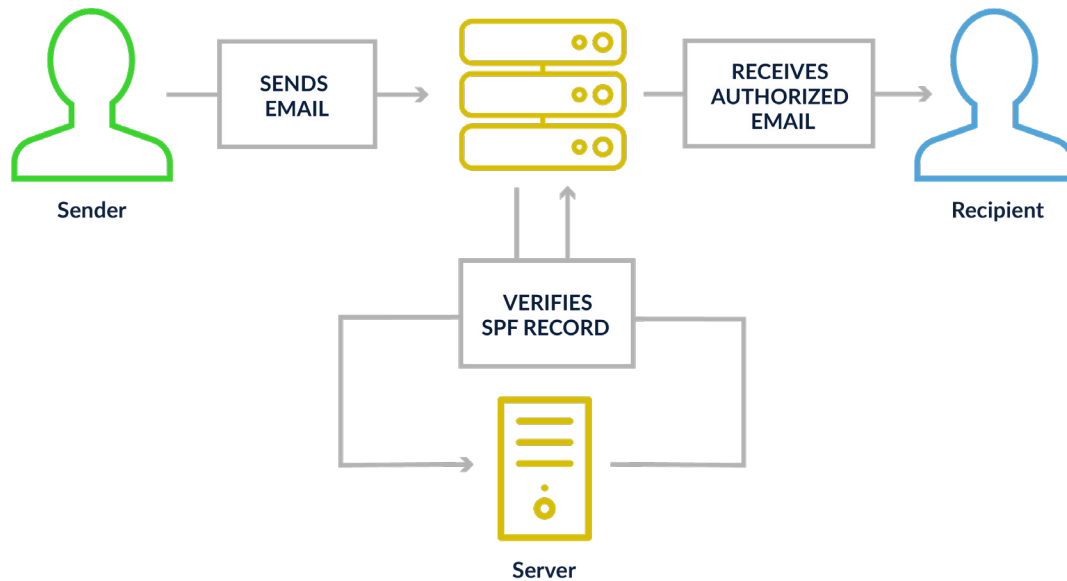 SENDS
EMAIL
RECEIVES
AUTHORIZED
EMAIL
Sender
Recipient
VERIFIES
SPF RECORD
Server